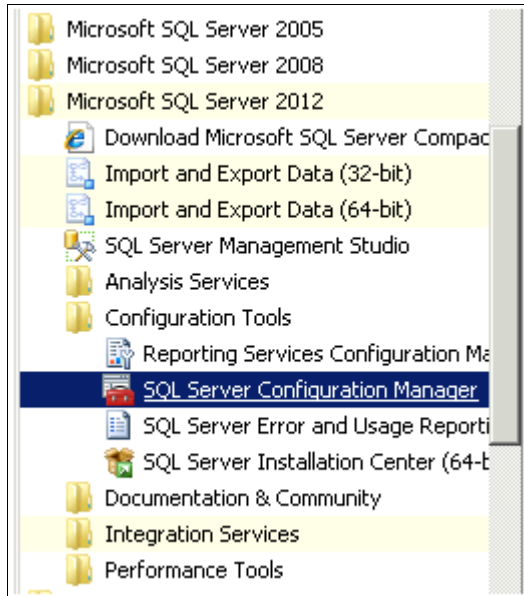 Microsoft SQL Server 2005
Microsoft SQL Server 2008
Microsoft SQL Server 2012
Download Microsoft SQL Server Compac
Import and Export Data (32-bit)
Import and Export Data (64-bit)
SQL Server Management Studio
Analysis Services
Configuration Tools
Reporting Services Configuration Ma
SQL Server Configuration Manager
SQL Server Error and Usage Reporti
SQL Server Installation Center (64-b
Documentation & Community
Integration Services
Performance Tools